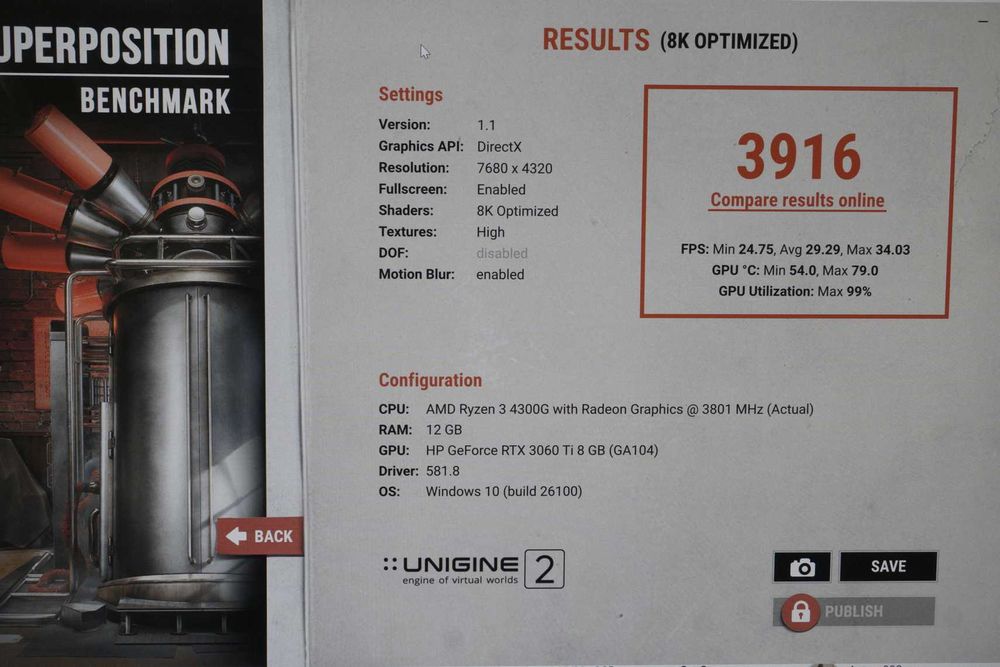 UPERPOSITION
BENCHMARK
RESULTS (8K OPTIMIZED)
Settings
Version: 1.1
Graphics API: DirectX
Resolution: 7680 x 4320
Fullscreen: Enabled
Shaders: 8K Optimized
Textures: High
DOF: disabled
Motion Blur: enabled
3916
Compare results online
FPS: Min 24.75, Avg 29.29, Max 34.03
GPU °C: Min 54.0, Max 79.0
GPU Utilization: Max 99%
Configuration
CPU: AMD Ryzen 3 4300G with Radeon Graphics @ 3801 MHz (Actual)
RAM: 12 GB
GPU: HP GeForce RTX 3060 Ti 8 GB (GA104)
Driver: 581.8
OS: Windows 10 (build 26100)
BACK
UNIGINE 2
engine of virtual worlds
SAVE
PUBLISH